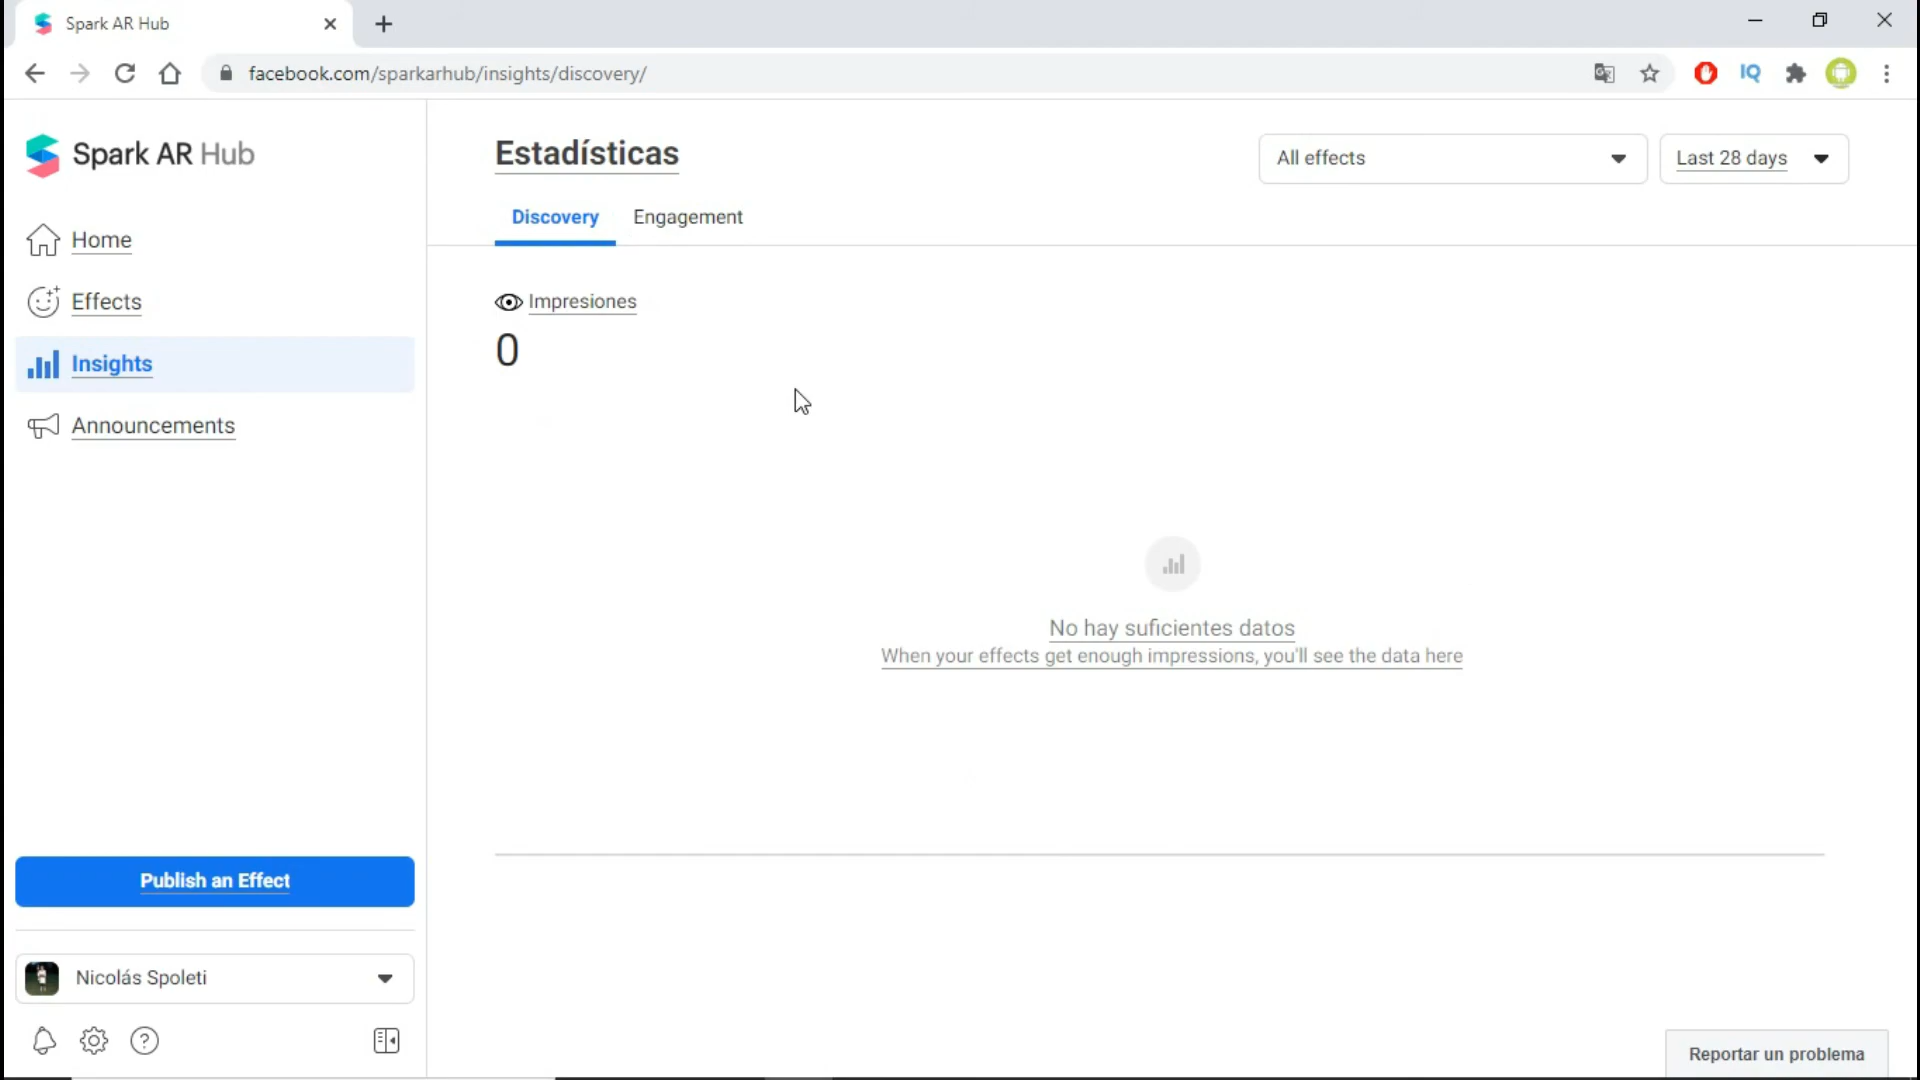 Spark AR Hub
facebook.com/sparkarhub/insights/discovery/
IQ
Spark AR Hub
Home
Effects
Insights
Announcements
Publish an Effect
Nicolás Spoleti
Estadísticas
All effects
Last 28 days
Discovery
Engagement
Impresiones
0
No hay suficientes datos
When your effects get enough impressions, you'll see the data here
Reportar un problema